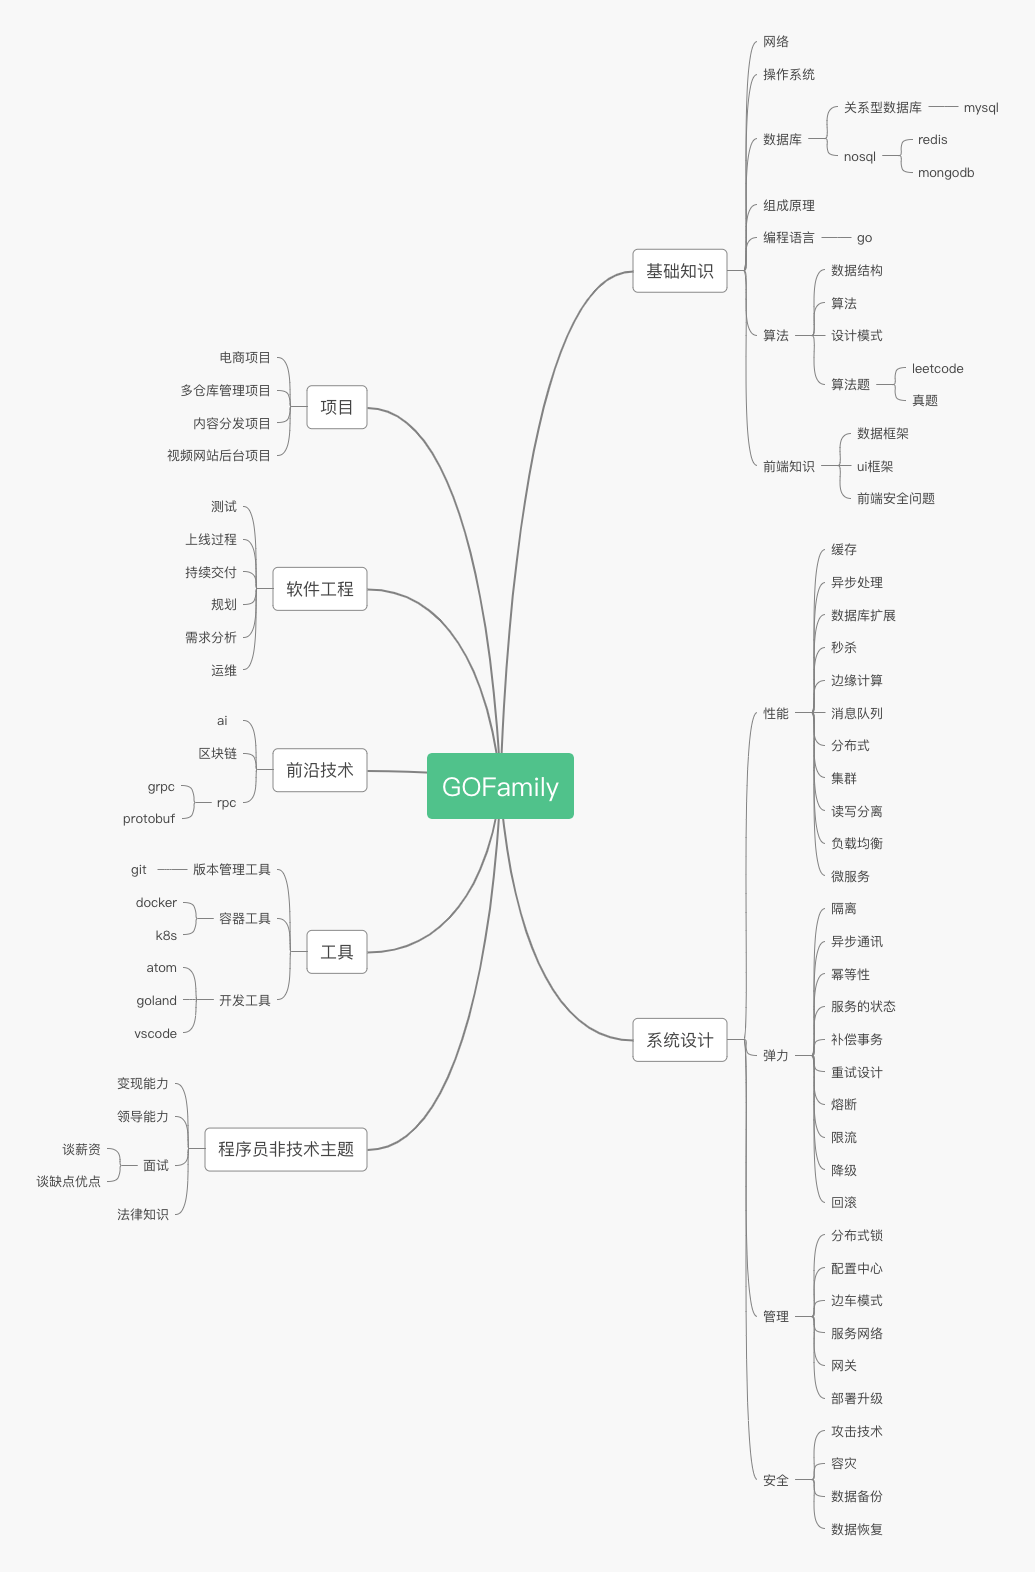 GOFamily
基础知识
网络
操作系统
数据库
关系型数据库
mysql
nosql
redis
mongodb
组成原理
编程语言
go
算法
数据结构
算法
设计模式
算法题
leetcode
真题
前端知识
数据框架
ui框架
前端安全问题
系统设计
性能
缓存
异步处理
数据库扩展
秒杀
边缘计算
消息队列
分布式
集群
读写分离
负载均衡
微服务
弹力
隔离
异步通讯
幂等性
服务的状态
补偿事务
重试设计
熔断
限流
降级
回滚
管理
分布式锁
配置中心
边车模式
服务网络
网关
部署升级
安全
攻击技术
容灾
数据备份
数据恢复
项目
电商项目
多仓库管理项目
内容分发项目
视频网站后台项目
软件工程
测试
上线过程
持续交付
规划
需求分析
运维
前沿技术
ai
区块链
rpc
grpc
protobuf
工具
版本管理工具
git
容器工具
docker
k8s
开发工具
atom
goland
vscode
程序员非技术主题
变现能力
领导能力
面试
谈薪资
谈缺点优点
法律知识